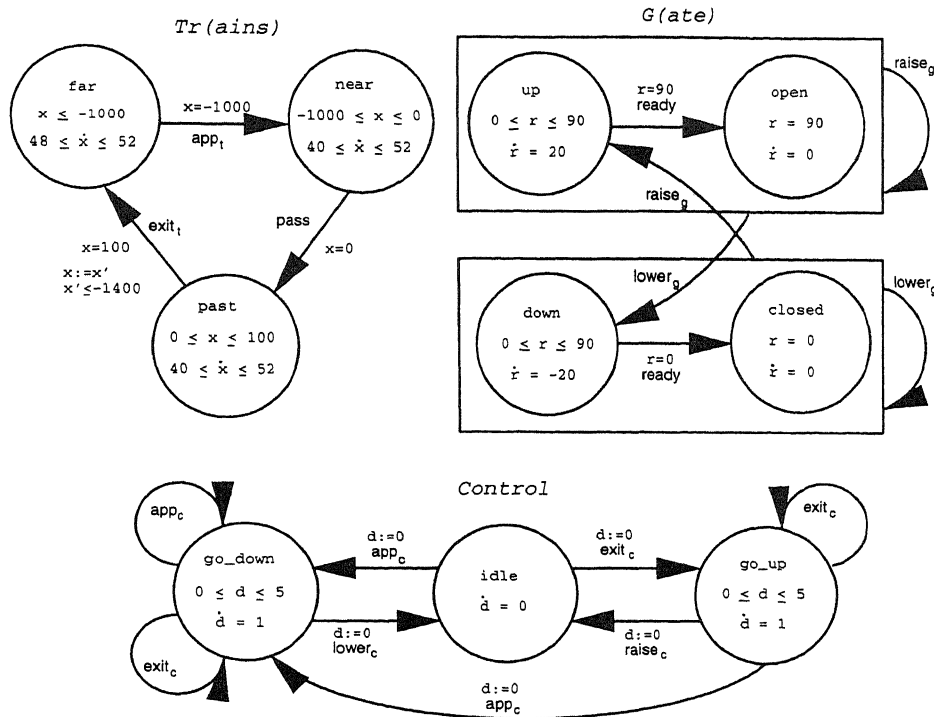 Tr(ains)
far
x ≤ -1000
48 ≤ ẋ ≤ 52
x=-1000
app_t
near
-1000 ≤ x ≤ 0
40 ≤ ẋ ≤ 52
pass
x=0
exit_t
x=100
x:=x'
x'≤-1400
past
0 ≤ x ≤ 100
40 ≤ ẋ ≤ 52
G(ate)
up
0 ≤ r ≤ 90
ṙ = 20
r=90
ready
open
r = 90
ṙ = 0
raise_g
raise_g
lower_g
down
0 ≤ r ≤ 90
ṙ = -20
r=0
ready
closed
r = 0
ṙ = 0
lower_g
Control
app_c
go_down
0 ≤ d ≤ 5
ḋ = 1
exit_c
d:=0
app_c
d:=0
lower_c
idle
ḋ = 0
d:=0
exit_c
d:=0
raise_c
go_up
0 ≤ d ≤ 5
ḋ = 1
exit_c
d:=0
app_c